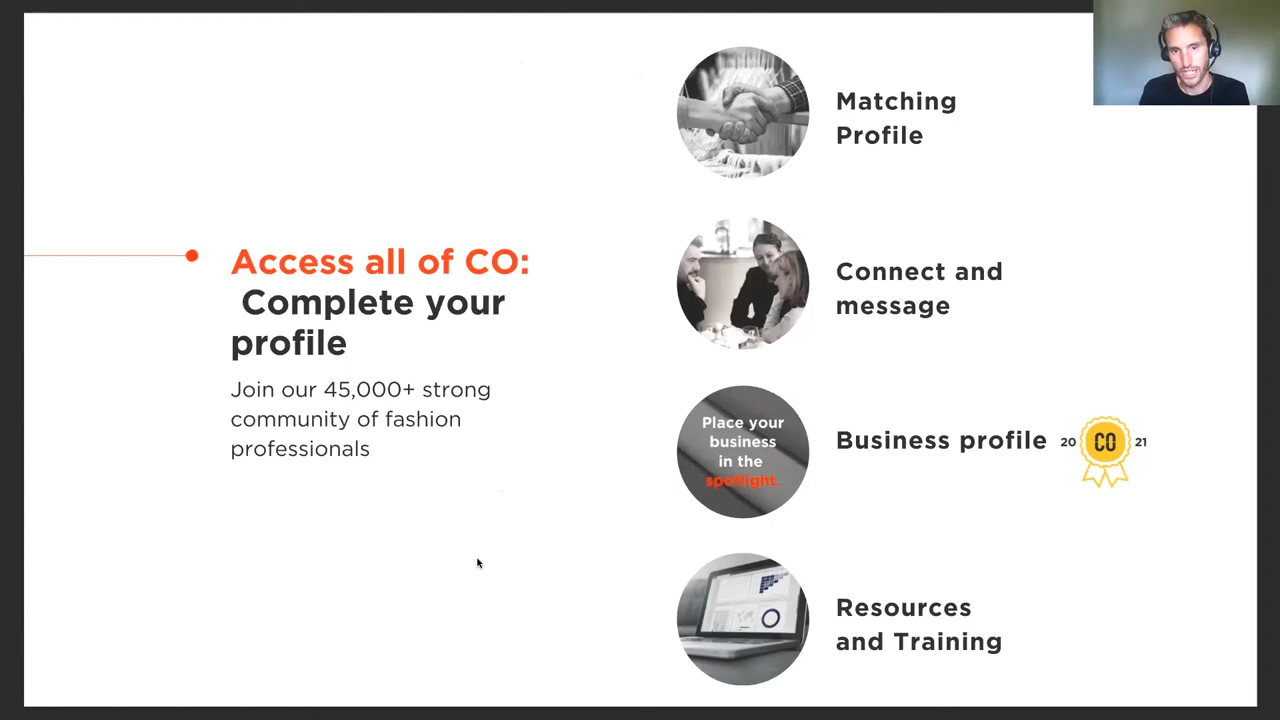 Access all of CO:
Complete your
profile
Join our 45,000+ strong
community of fashion
professionals
Matching
Profile
Connect and
message
Place your
business
in the
spotlight.
Business profile
20 CO 21
Resources
and Training